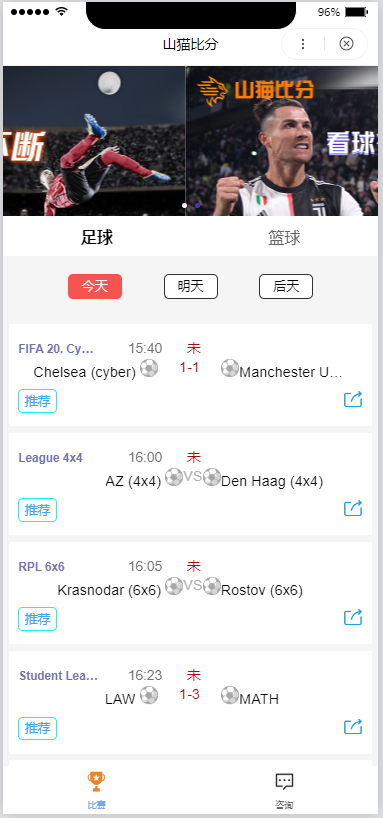 96%
山猫比分
不断
山猫比分
看球
足球
篮球
今天
明天
后天
FIFA 20. Cy...
15:40
未
Chelsea (cyber)
1-1
Manchester U...
推荐
League 4x4
16:00
未
AZ (4x4)
VS
Den Haag (4x4)
推荐
RPL 6x6
16:05
未
Krasnodar (6x6)
VS
Rostov (6x6)
推荐
Student Lea...
16:23
未
LAW
1-3
MATH
推荐
比赛
咨询